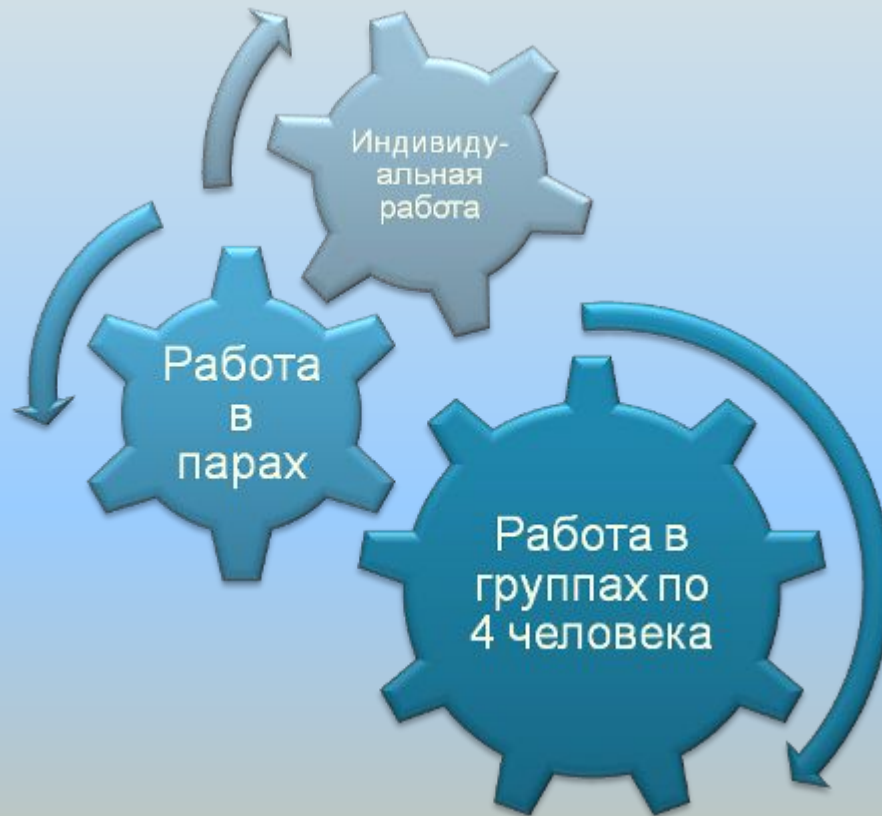 Индивиду-
альная
работа
Работа
в
парах
Работа в
группах по
4 человека